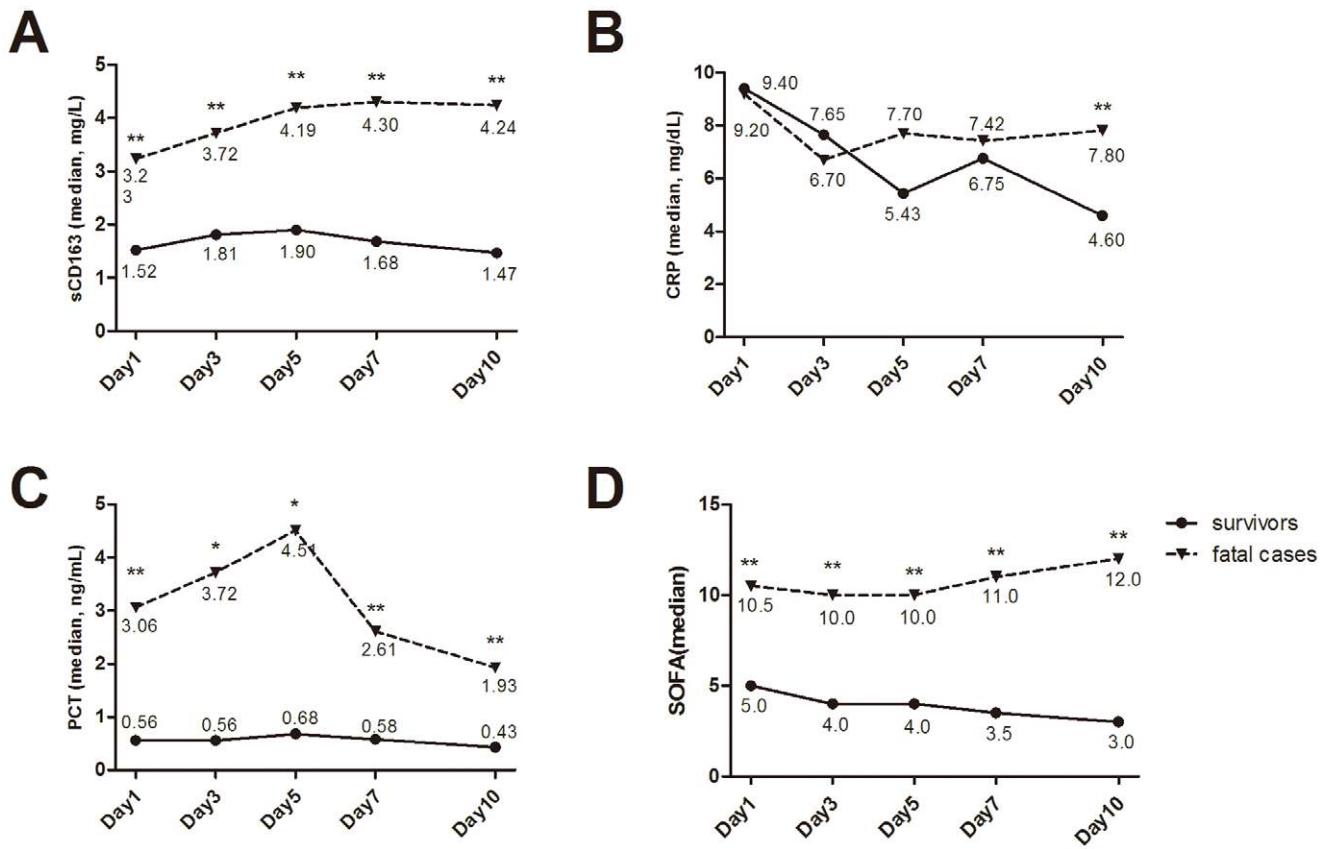 A
sCD163 (median, mg/L)
5
4
3
2
1
0
**
**
**
**
**
3.2
3
3.72
4.19
4.30
4.24
1.52
1.81
1.90
1.68
1.47
Day1
Day3
Day5
Day7
Day10
B
CRP (median, mg/dL)
10
8
6
4
2
0
9.40
7.65
7.70
7.42
**
9.20
6.70
5.43
6.75
7.80
4.60
Day1
Day3
Day5
Day7
Day10
C
PCT (median, ng/mL)
5
4
3
2
1
0
**
*
*
**
**
3.06
3.72
4.51
2.61
1.93
0.56
0.56
0.68
0.58
0.43
Day1
Day3
Day5
Day7
Day10
D
SOFA(median)
15
10
5
0
**
**
**
**
**
10.5
10.0
10.0
11.0
12.0
5.0
4.0
4.0
3.5
3.0
Day1
Day3
Day5
Day7
Day10
survivors
fatal cases